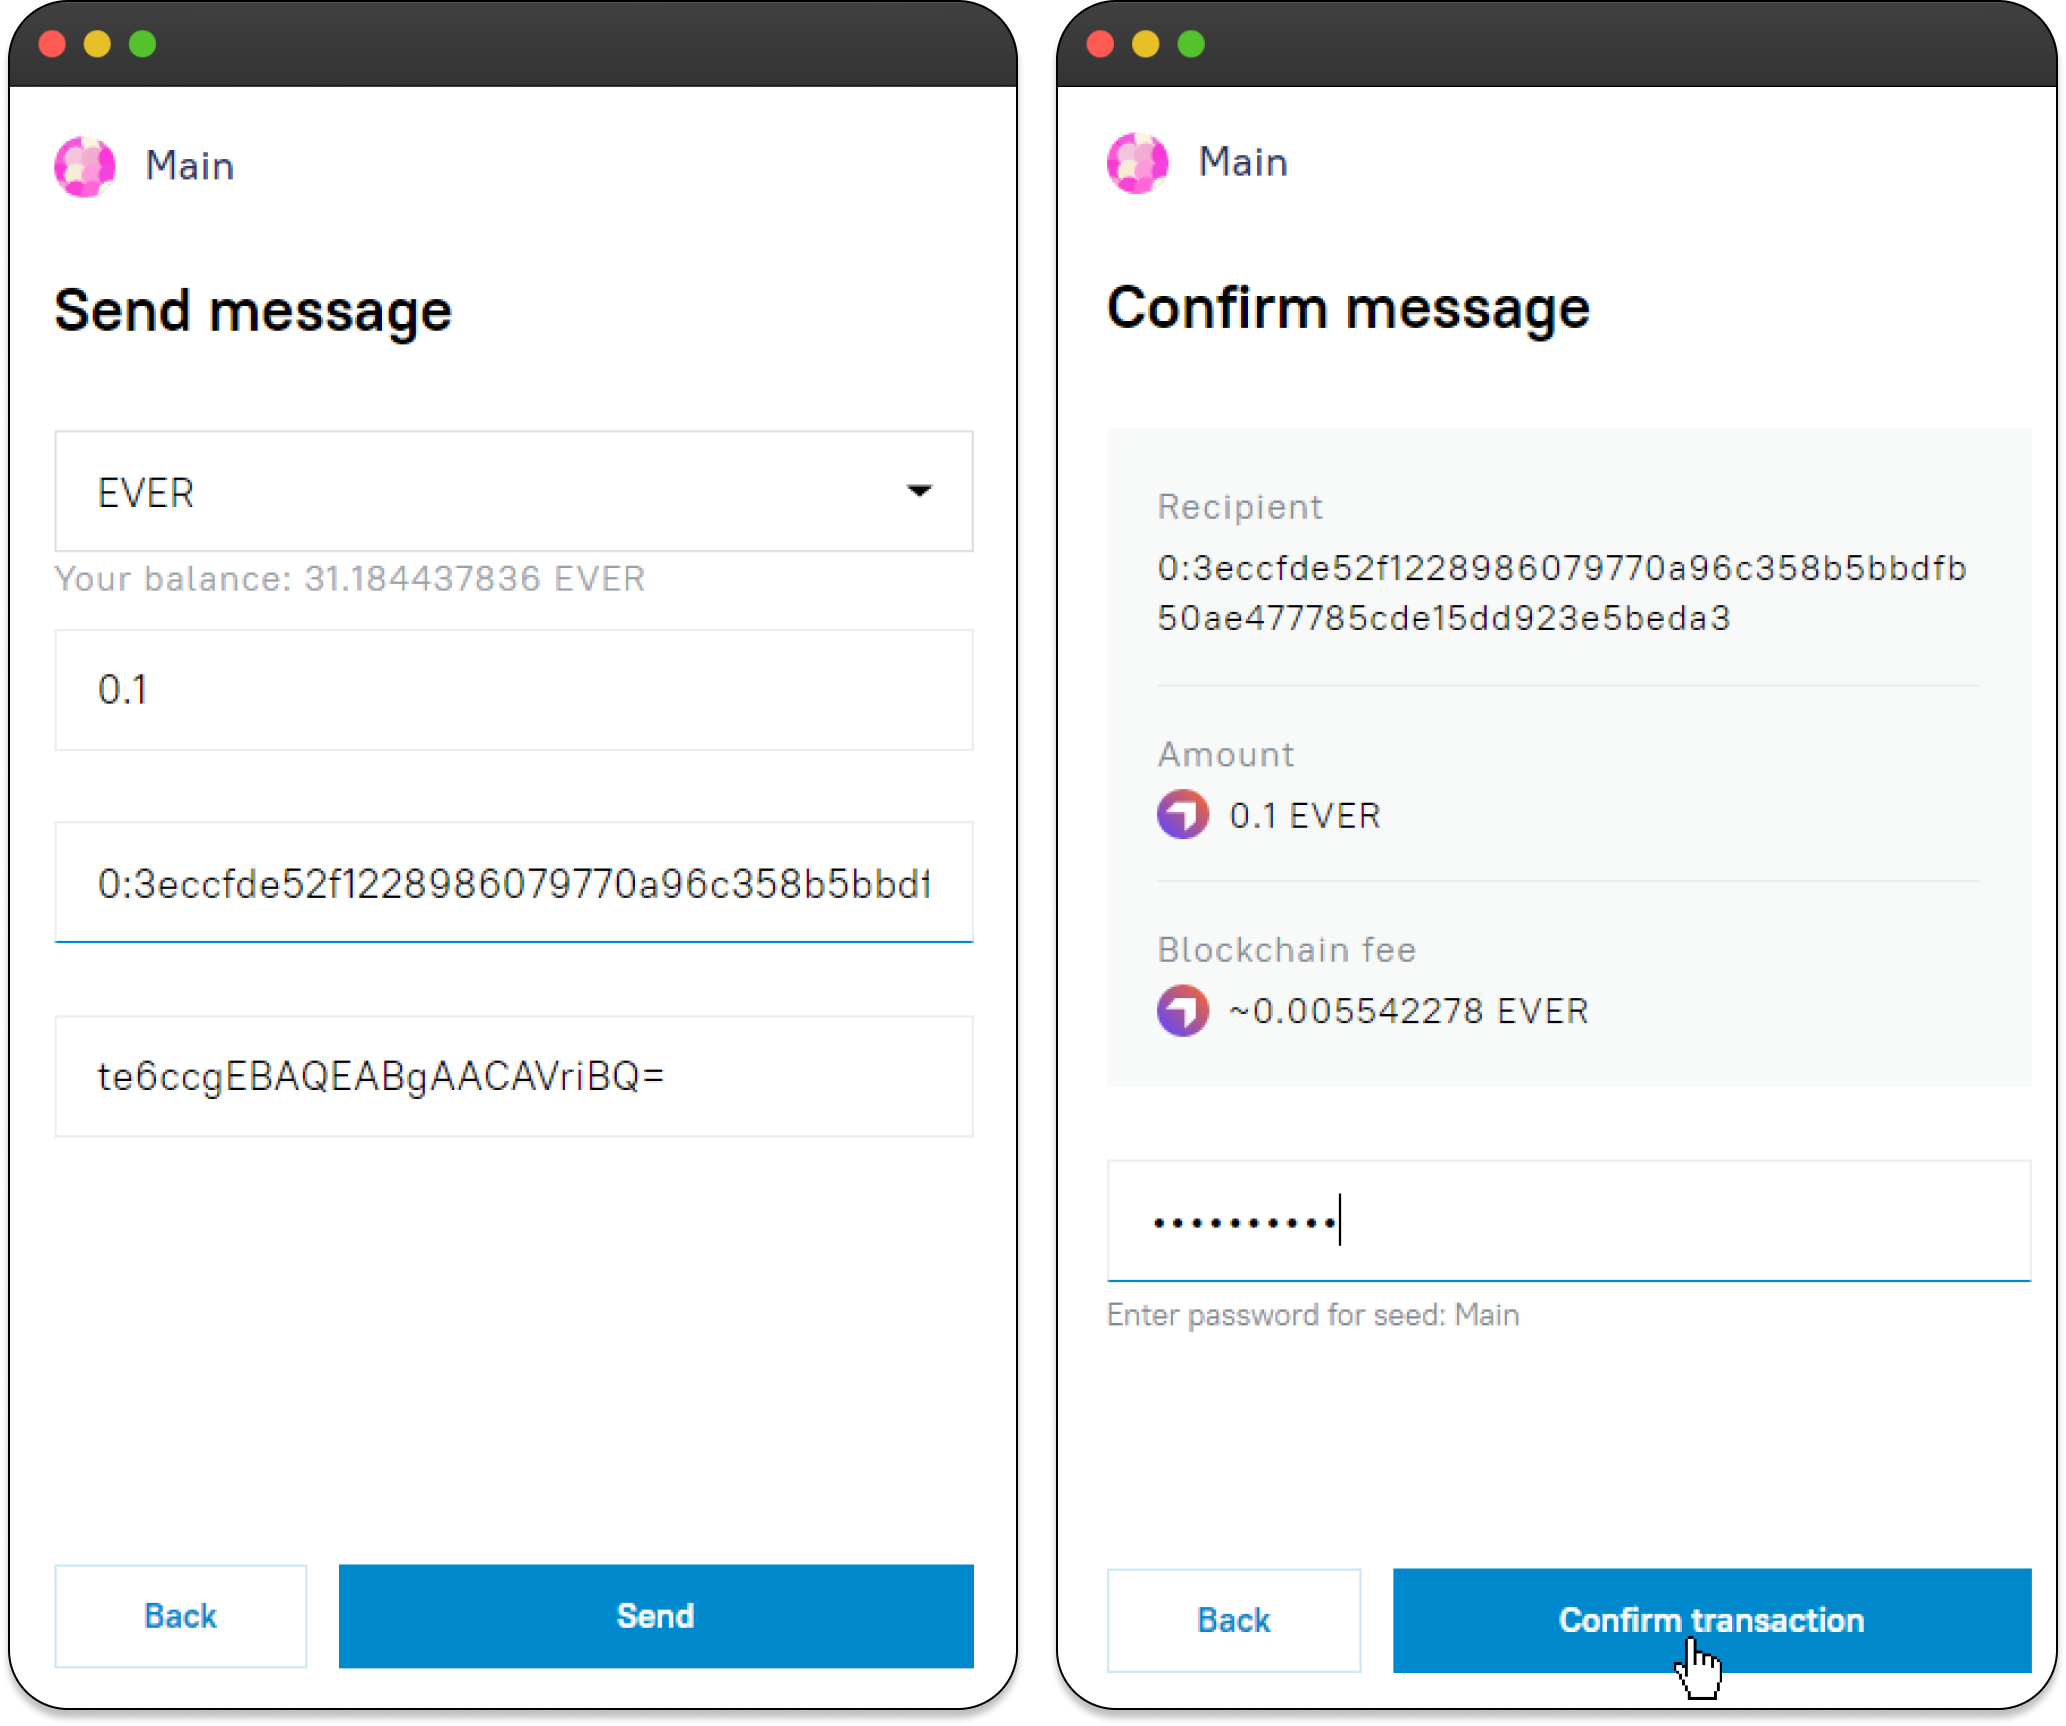 Main
Send message
EVER
Your balance: 31.184437836 EVER
0.1
0:3eccfde52f1228986079770a96c358b5bbdf
te6ccgEBAQEABgAACAVriBQ=
Back
Send
Main
Confirm message
Recipient
0:3eccfde52f1228986079770a96c358b5bbdfb
50ae477785cde15dd923e5beda3
Amount
0.1 EVER
Blockchain fee
~0.005542278 EVER
••••••••••
Enter password for seed: Main
Back
Confirm transaction